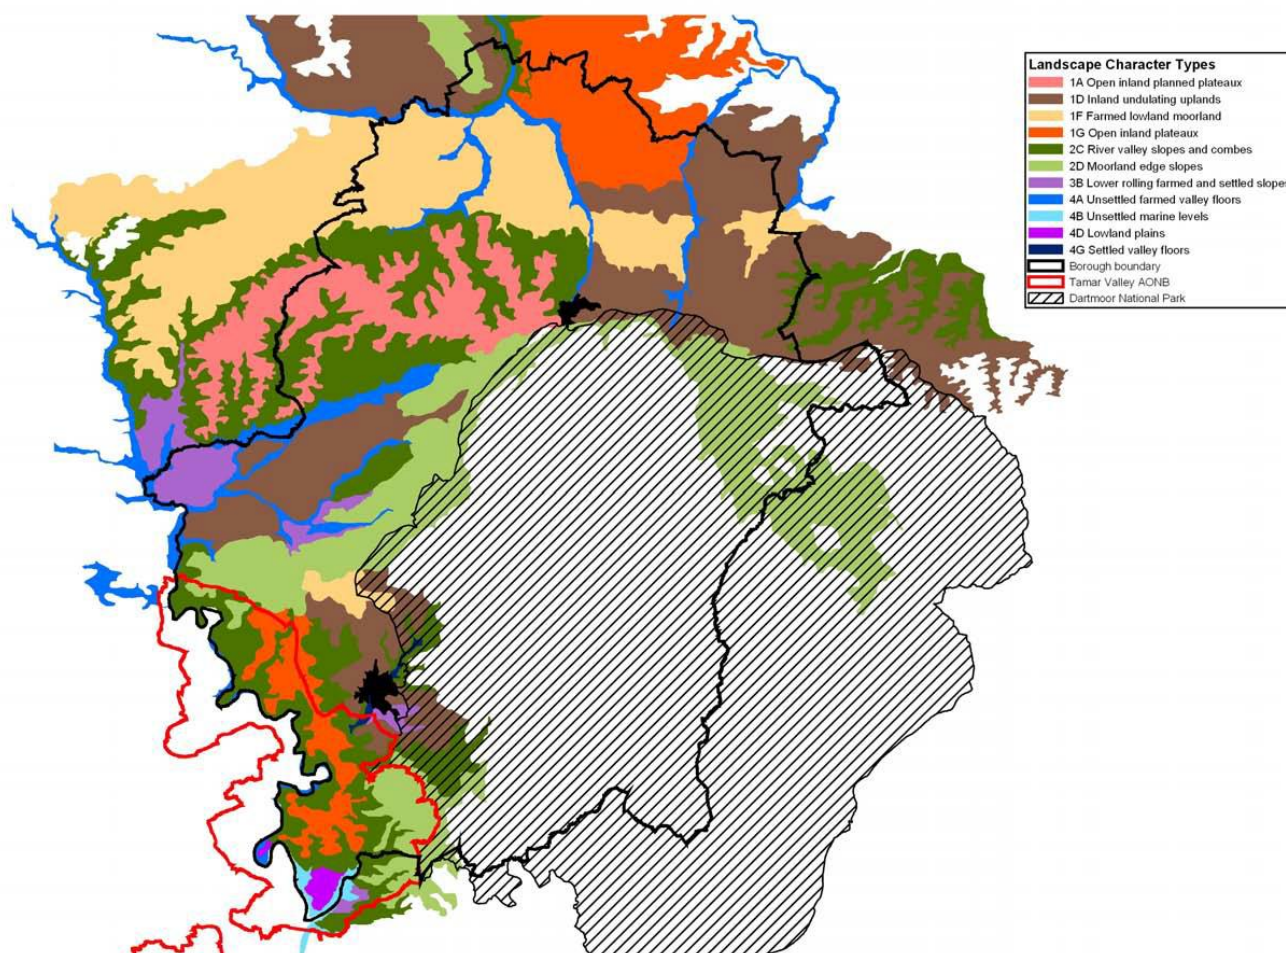 Landscape Character Types
1A Open inland planned plateaux
1D Inland undulating uplands
1F Farmed lowland moorland
1G Open inland plateaux
2C River valley slopes and combes
2D Moorland edge slopes
3B Lower rolling farmed and settled slopes
4A Unsettled farmed valley floors
4B Unsettled marine levels
4D Lowland plains
4G Settled valley floors
Borough boundary
Tamar Valley AONB
Dartmoor National Park